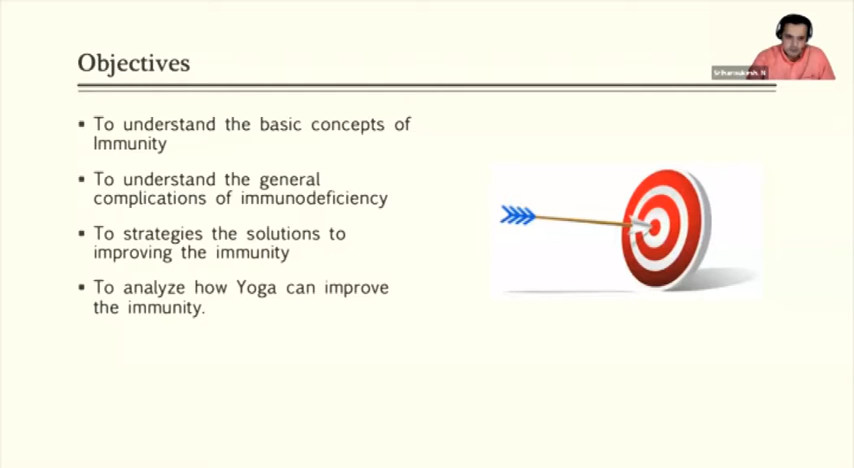 Objectives
▪ To understand the basic concepts of
Immunity
▪ To understand the general
complications of immunodeficiency
▪ To strategies the solutions to
improving the immunity
▪ To analyze how Yoga can improve
the immunity.